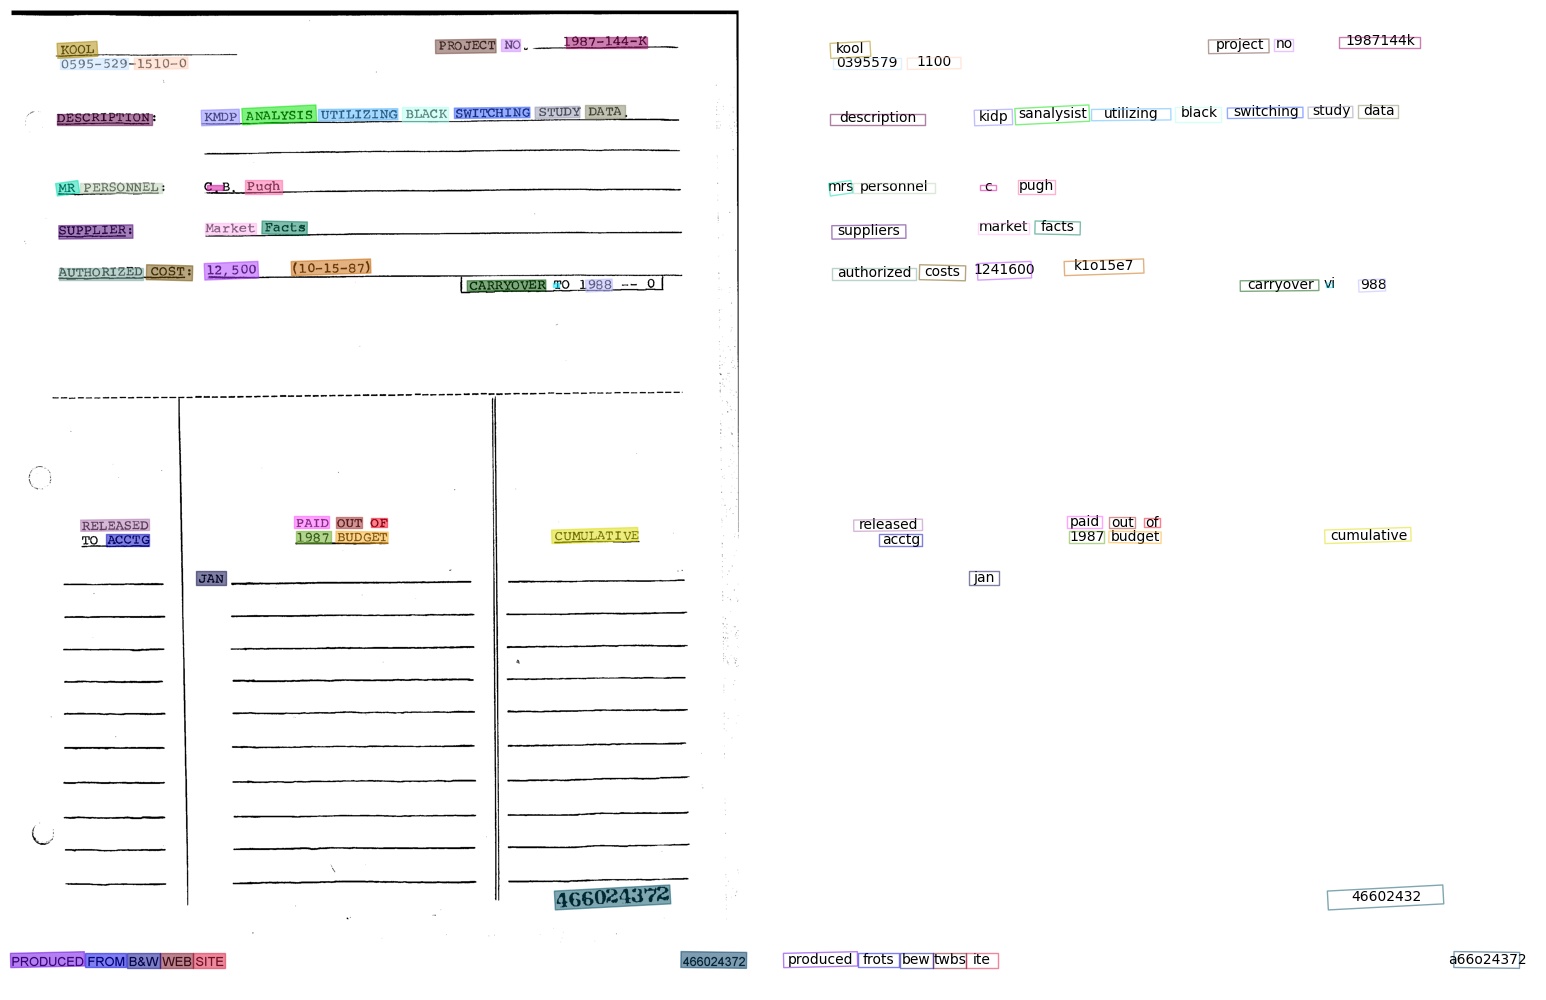 KOOL PROJECT NO. 1987-144-K
0595-529-1510-0
DESCRIPTION: KMDP ANALYSIS UTILIZING BLACK SWITCHING STUDY DATA.
MR PERSONNEL: C.B. Pugh
SUPPLIER: Market Facts
AUTHORIZED COST: 12,500 (10-15-87)
CARRYOVER TO 1988 -- 0
RELEASED
TO ACCTG
PAID OUT OF
1987 BUDGET
CUMULATIVE
JAN
466024372
PRODUCED FROM B&W WEB SITE
466024372
kool project no 1987144k
0395579 1100
description kidp sanalysist utilizing black switching study data
mrs personnel c pugh
suppliers market facts
authorized costs 1241600 k1o15e7
carryover vi 988
released
acctg
paid out of
1987 budget
cumulative
jan
46602432
produced frots bew twbs ite
a66o24372